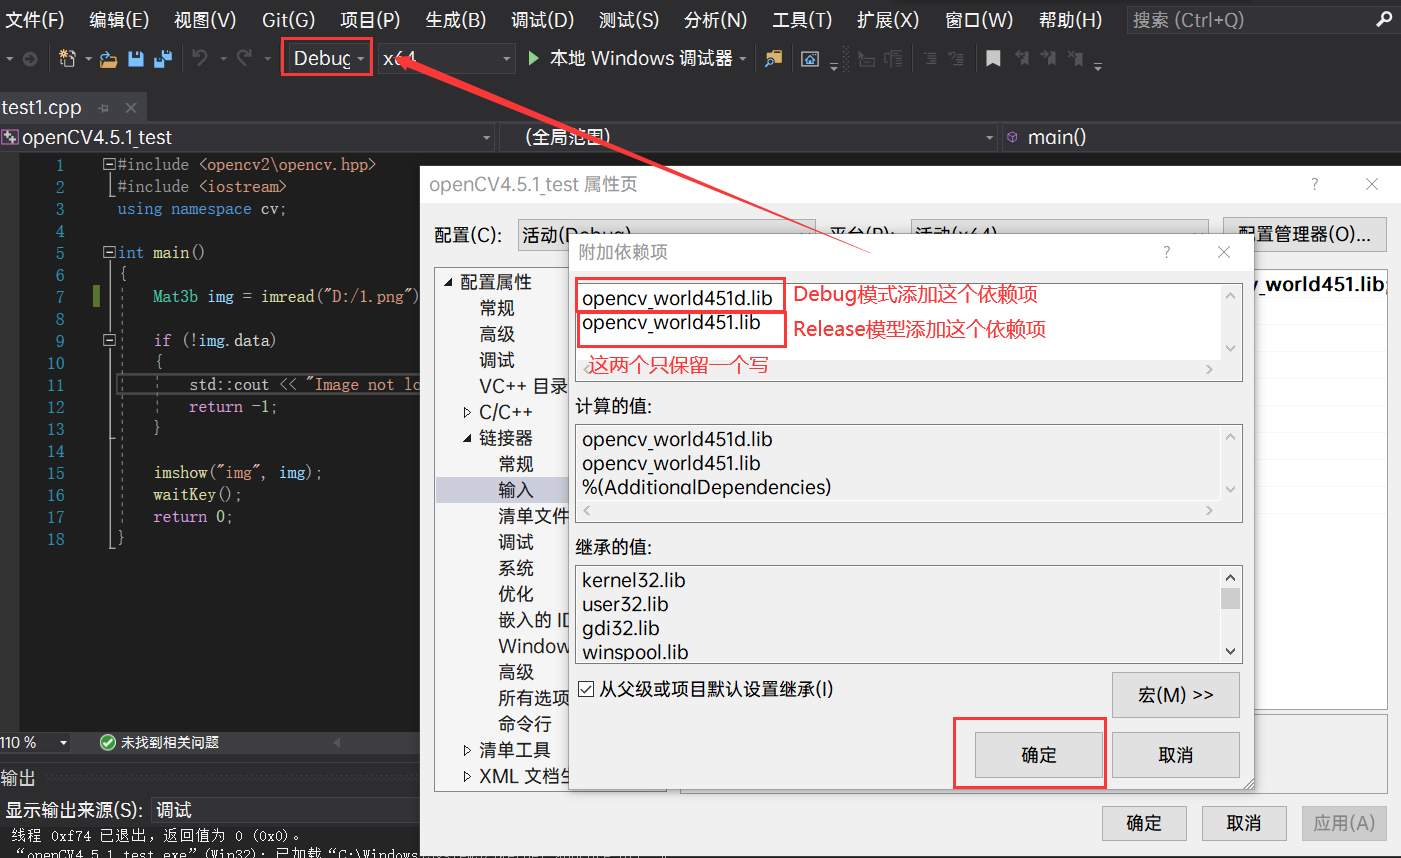 文件(F) 编辑(E) 视图(V) Git(G) 项目(P) 生成(B) 调试(D) 测试(S) 分析(N) 工具(T) 扩展(X) 窗口(W) 帮助(H) 搜索 (Ctrl+Q)
Debug x64 本地 Windows 调试器
test1.cpp
openCV4.5.1_test (全局范围) main()
1 #include <opencv2\opencv.hpp>
2 #include <iostream>
3 using namespace cv;
4
5 int main()
6 {
7 Mat3b img = imread("D:/1.png")
8
9 if (!img.data)
10 {
11 std::cout << "Image not lo
12 return -1;
13 }
14
15 imshow("img", img);
16 waitKey();
17 return 0;
18 }
110 % 未找到相关问题
输出
显示输出来源(S): 调试
线程 0xf74 已退出，返回值为 0 (0x0)。
“openCV4.5.1_test.exe”(Win32): 已加载“C:\Windows
openCV4.5.1_test 属性页 ?
配置(C): 活动(Debug) 平台(P): 活动(x64) 配置管理器(O)...
配置属性
常规
高级
调试
VC++ 目录
C/C++
链接器
常规
输入
清单文件
调试
系统
优化
嵌入的 ID
Window
高级
所有选项
命令行
清单工具
XML 文档生
_world451.lib;
附加依赖项 ?
opencv_world451d.lib Debug模式添加这个依赖项
opencv_world451.lib Release模型添加这个依赖项
这两个只保留一个写
计算的值:
opencv_world451d.lib
opencv_world451.lib
%(AdditionalDependencies)
继承的值:
kernel32.lib
user32.lib
gdi32.lib
winspool.lib
从父级或项目默认设置继承(I)
宏(M) >>
确定 取消
确定 取消 应用(A)